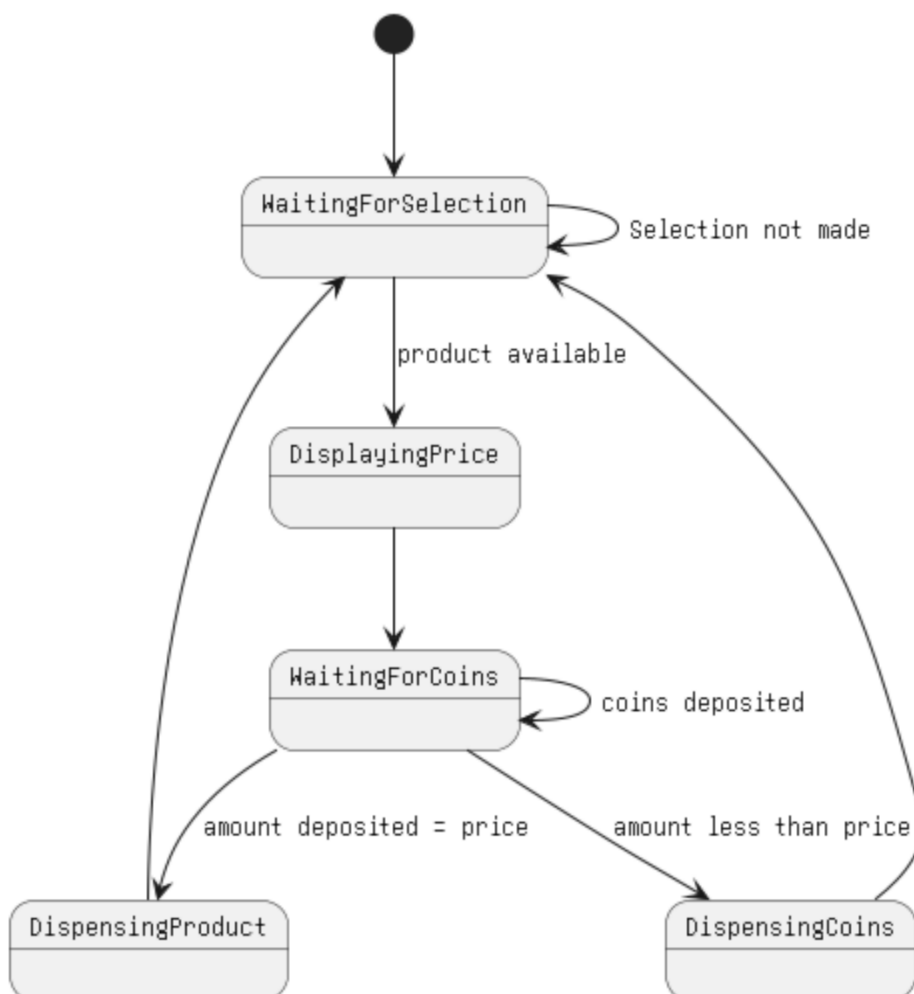 WaitingForSelection
Selection not made
product available
DisplayingPrice
WaitingForCoins
coins deposited
amount deposited = price
amount less than price
DispensingProduct
DispensingCoins